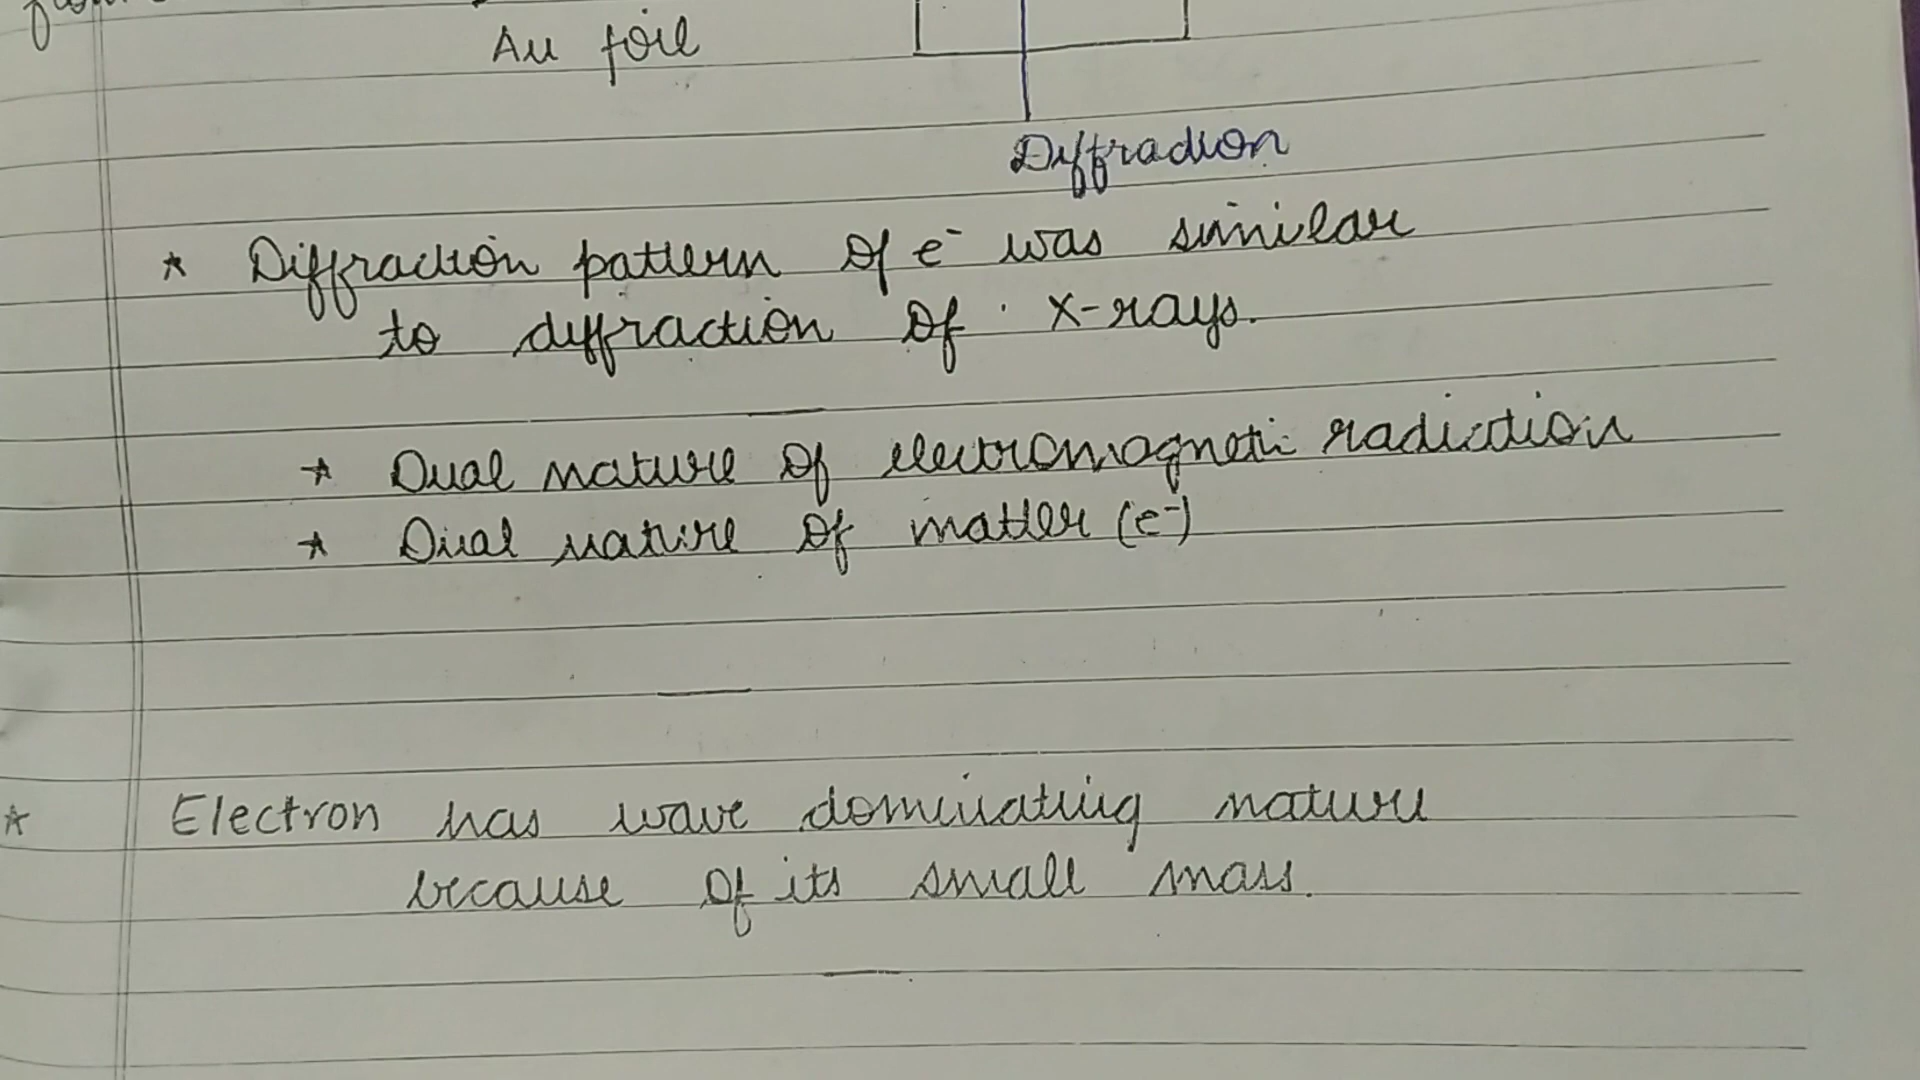 Au foil
Diffraction
* Diffraction pattern of e⁻ was similar
to diffraction of X-rays.
* Dual nature of electromagnetic radiation
* Dual nature of matter (e⁻)
* Electron has wave dominating nature
because of its small mass.